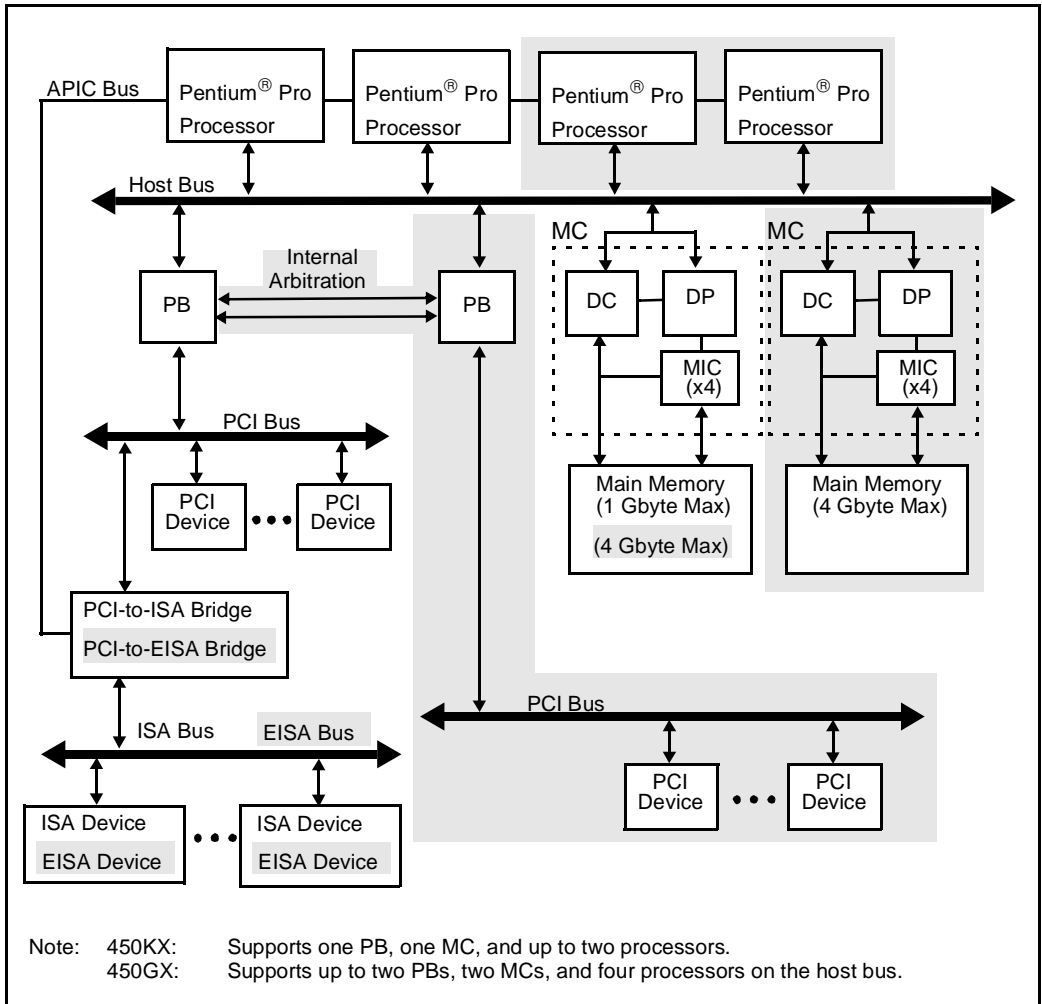 APIC Bus
Pentium® Pro
Processor
Pentium® Pro
Processor
Pentium® Pro
Processor
Pentium® Pro
Processor
Host Bus
PB
Internal
Arbitration
PB
MC
DC
DP
MIC
(x4)
MC
DC
DP
MIC
(x4)
PCI Bus
PCI
Device
PCI
Device
Main Memory
(1 Gbyte Max)
(4 Gbyte Max)
Main Memory
(4 Gbyte Max)
PCI-to-ISA Bridge
PCI-to-EISA Bridge
ISA Bus
EISA Bus
PCI Bus
PCI
Device
PCI
Device
ISA Device
EISA Device
ISA Device
EISA Device
Note: 450KX: Supports one PB, one MC, and up to two processors.
450GX: Supports up to two PBs, two MCs, and four processors on the host bus.